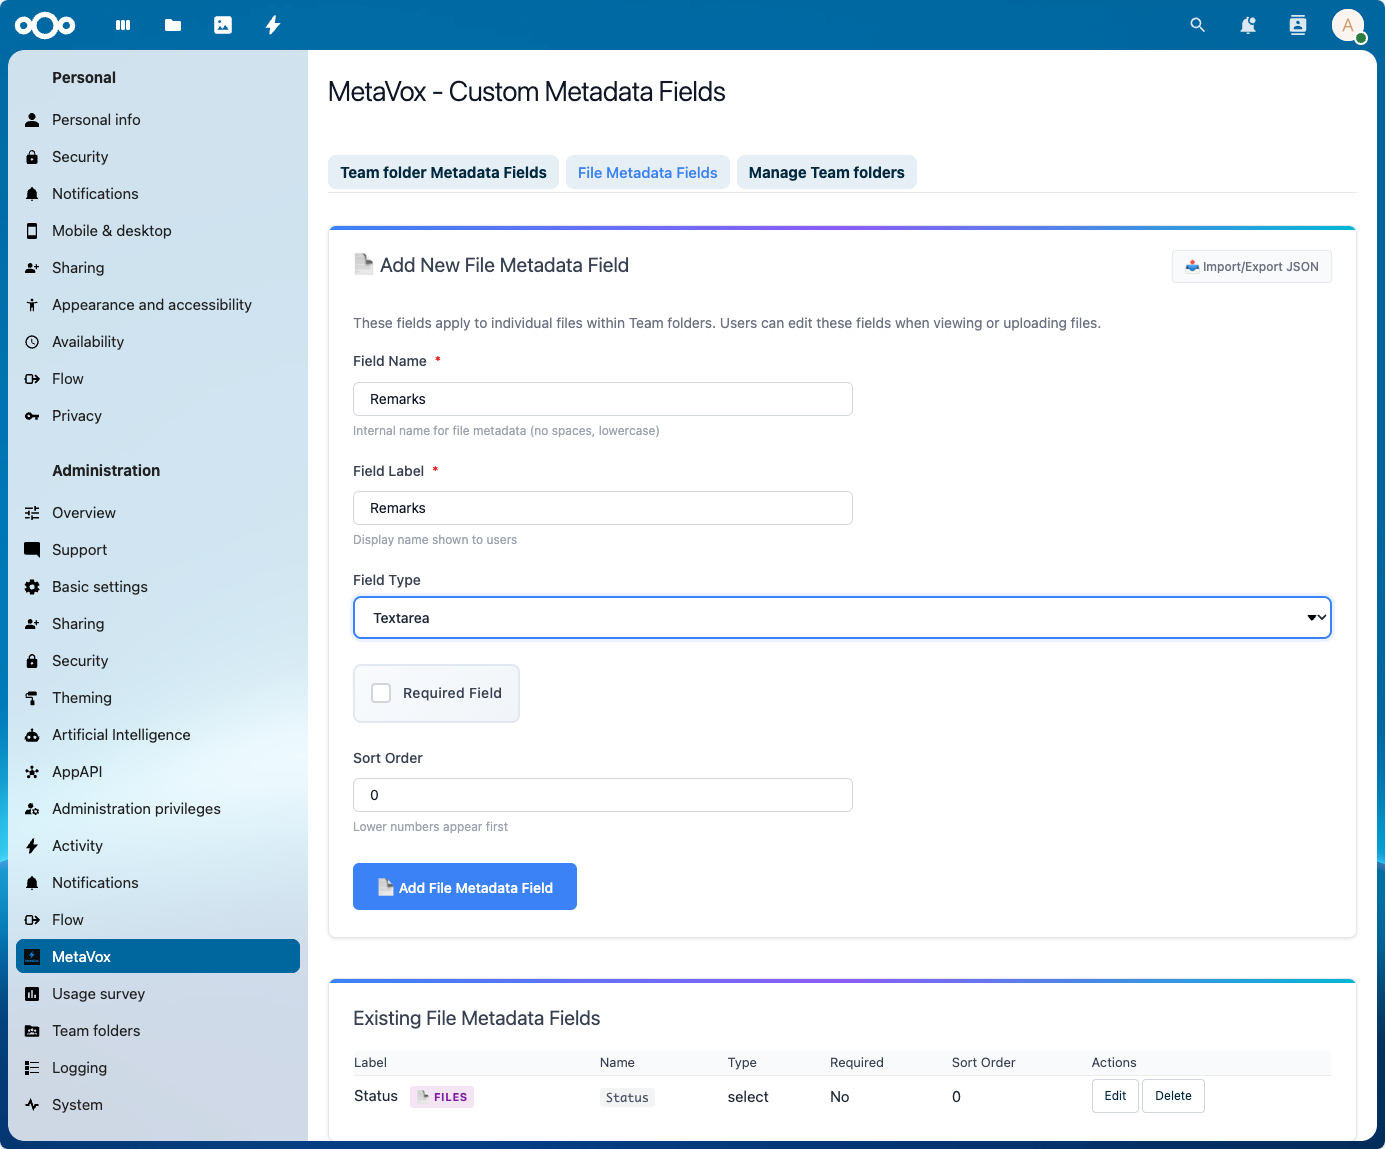 A
Personal
Personal info
Security
Notifications
Mobile & desktop
Sharing
Appearance and accessibility
Availability
Flow
Privacy
Administration
Overview
Support
Basic settings
Sharing
Security
Theming
Artificial Intelligence
AppAPI
Administration privileges
Activity
Notifications
Flow
MetaVox
Usage survey
Team folders
Logging
System
MetaVox - Custom Metadata Fields
Team folder Metadata Fields File Metadata Fields Manage Team folders
Add New File Metadata Field
Import/Export JSON
These fields apply to individual files within Team folders. Users can edit these fields when viewing or uploading files.
Field Name *
Remarks
Internal name for file metadata (no spaces, lowercase)
Field Label *
Remarks
Display name shown to users
Field Type
Textarea
Required Field
Sort Order
0
Lower numbers appear first
Add File Metadata Field
Existing File Metadata Fields
Label Name Type Required Sort Order Actions
Status FILES Status select No 0 Edit Delete